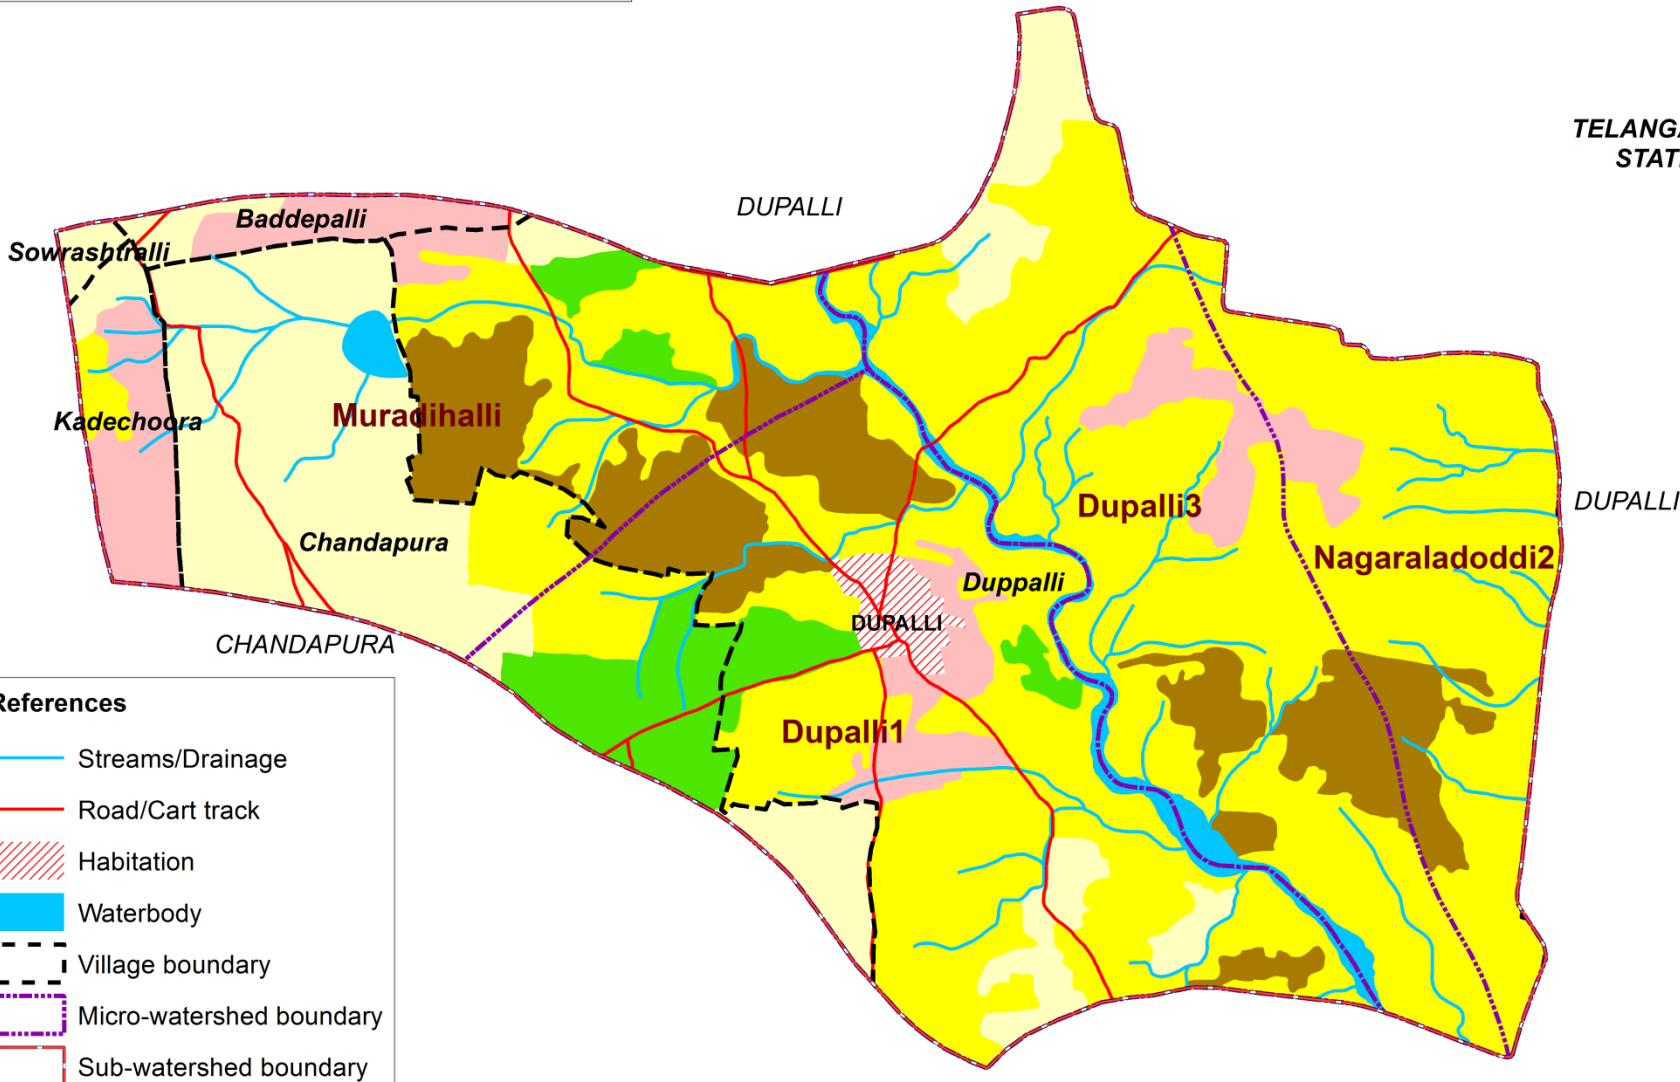 TELANGA
STAT
DUPALLI
Baddepalli
Sowrashtralli
Kadechoora
Muradihalli
Dupalli3
DUPALLI
Chandapura
Nagaraladoddi2
Duppalli
DUPALLI
CHANDAPURA
Dupalli1
References
Streams/Drainage
Road/Cart track
Habitation
Waterbody
Village boundary
Micro-watershed boundary
Sub-watershed boundary